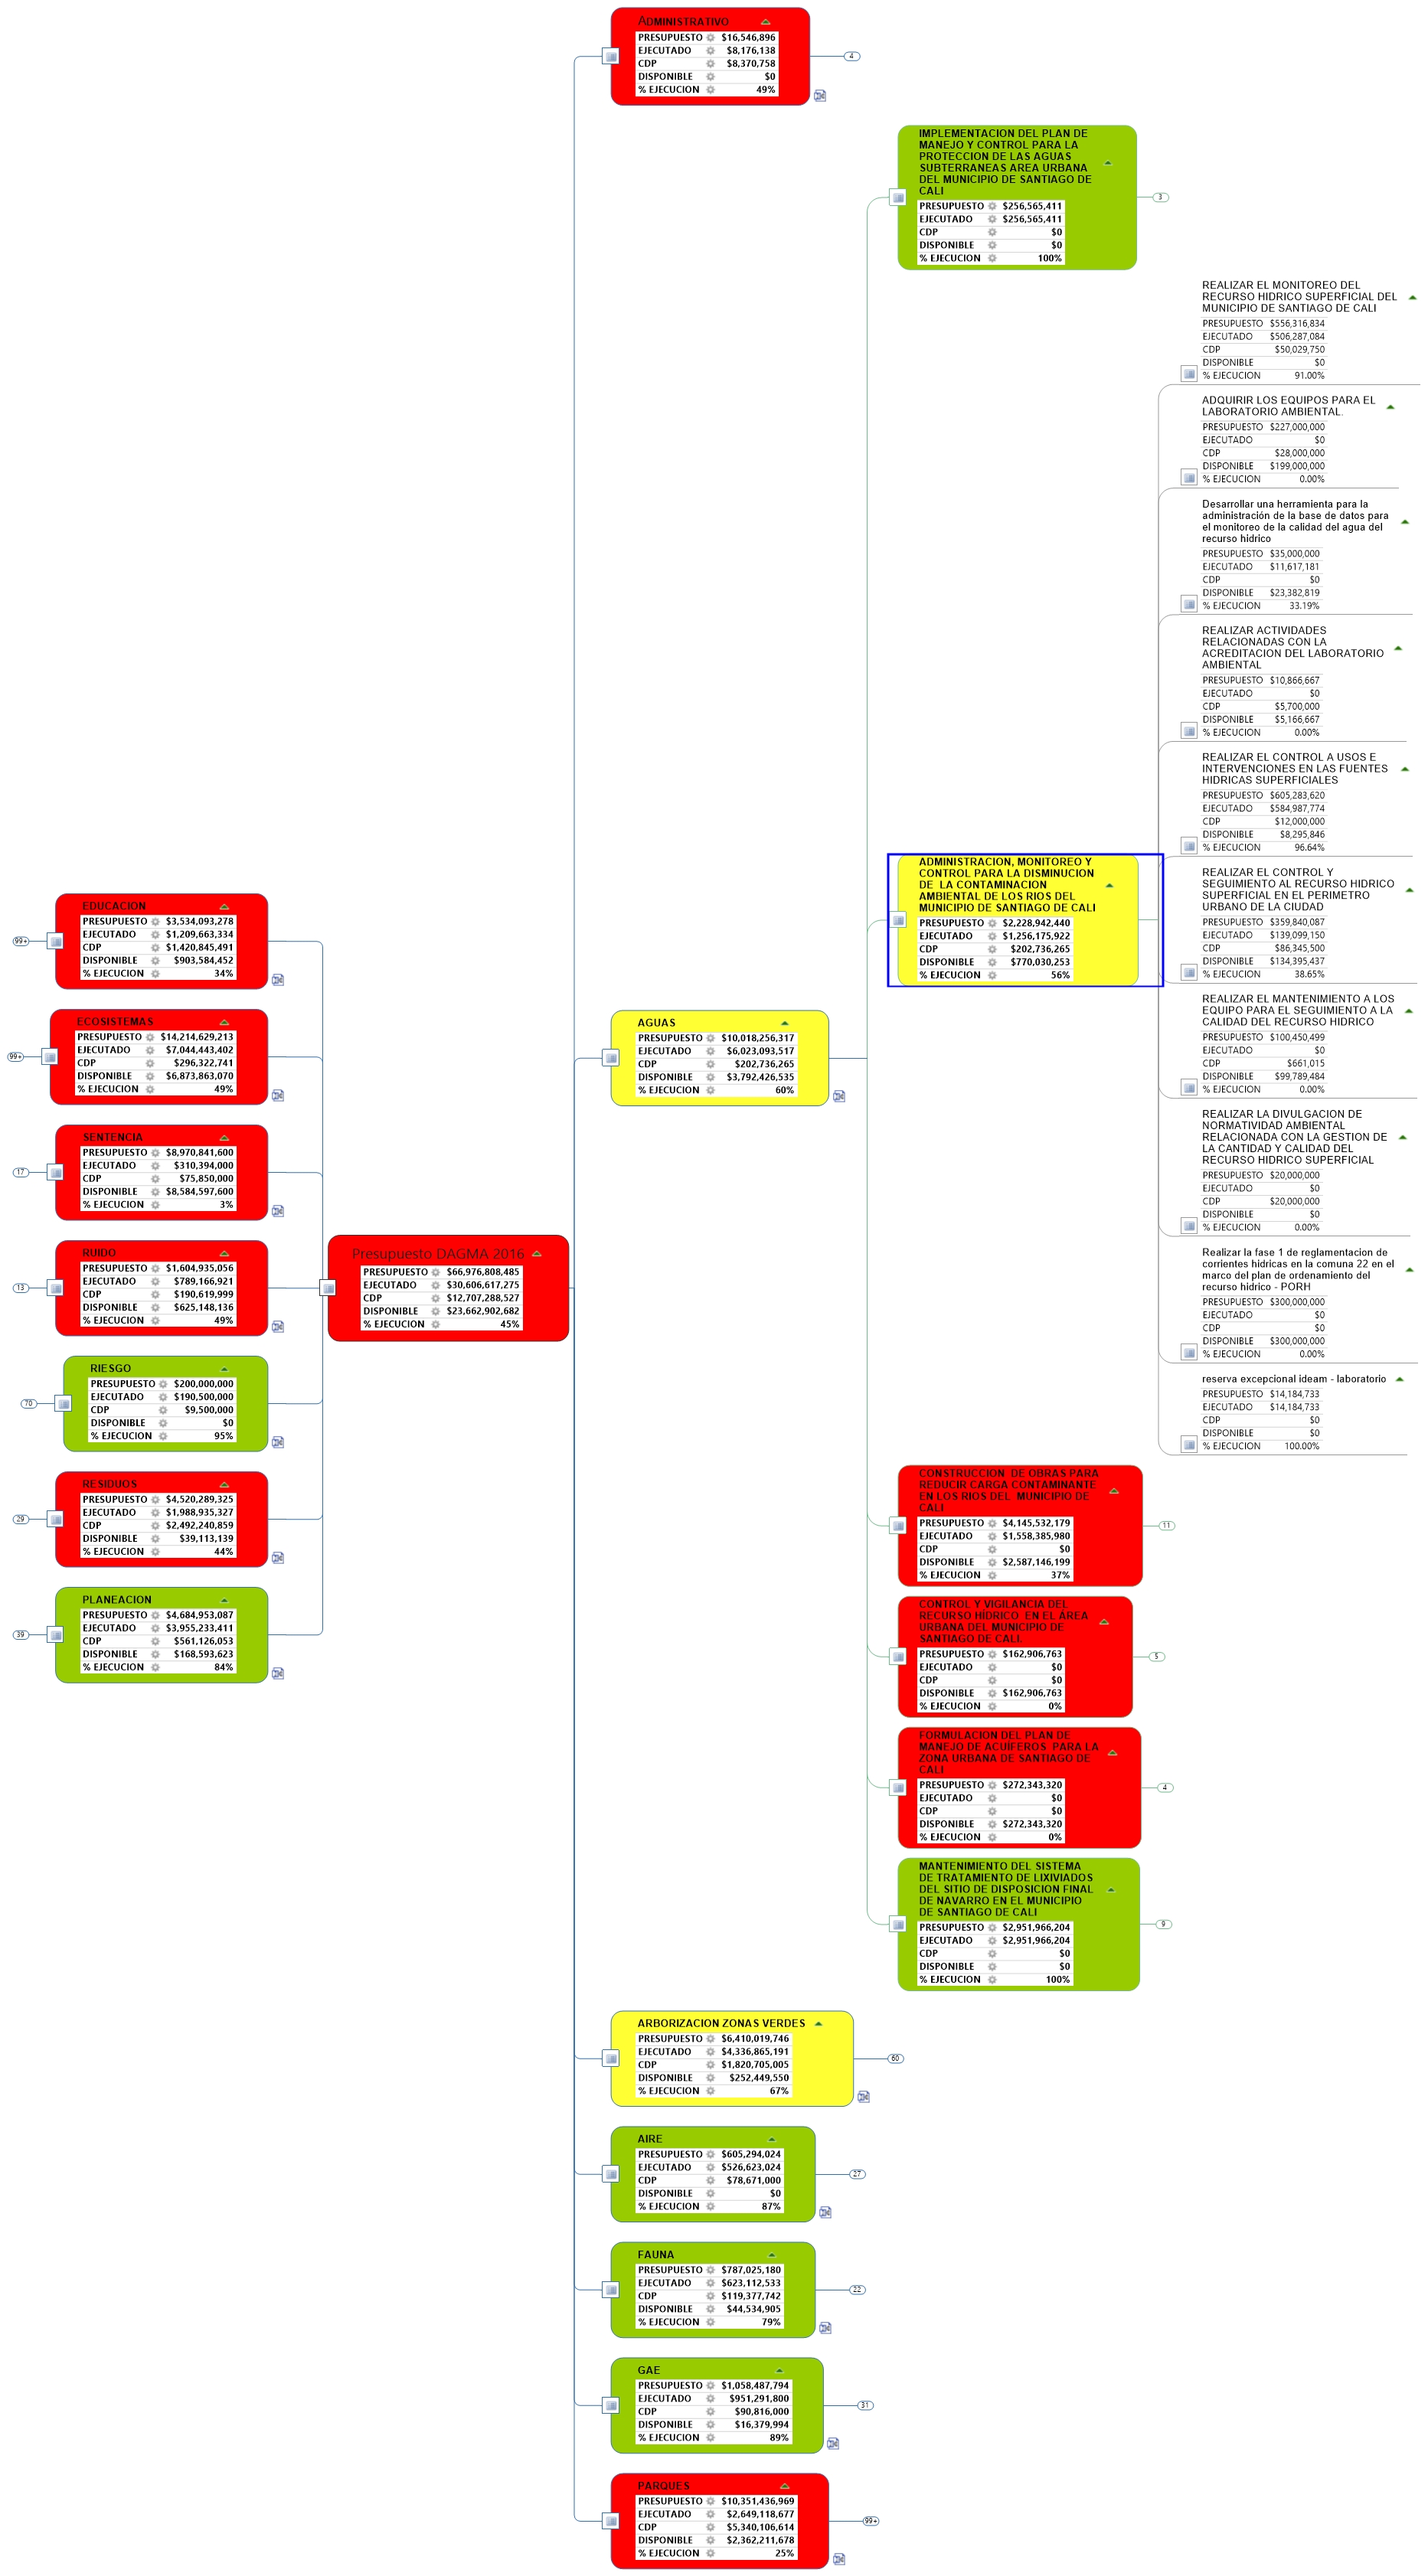 ADMINISTRATIVO
PRESUPUESTO $16,546,896
EJECUTADO $8,176,138
CDP $8,370,758
DISPONIBLE $0
% EJECUCION 49%
4
IMPLEMENTACION DEL PLAN DE
MANEJO Y CONTROL PARA LA
PROTECCION DE LAS AGUAS
SUBTERRANEAS AREA URBANA
DEL MUNICIPIO DE SANTIAGO DE
CALI
PRESUPUESTO $256,565,411
EJECUTADO $256,565,411
CDP $0
DISPONIBLE $0
% EJECUCION 100%
3
REALIZAR EL MONITOREO DEL
RECURSO HIDRICO SUPERFICIAL DEL
MUNICIPIO DE SANTIAGO DE CALI
PRESUPUESTO $556,316,834
EJECUTADO $506,287,084
CDP $50,029,750
DISPONIBLE $0
% EJECUCION 91.00%
ADQUIRIR LOS EQUIPOS PARA EL
LABORATORIO AMBIENTAL.
PRESUPUESTO $227,000,000
EJECUTADO $0
CDP $28,000,000
DISPONIBLE $199,000,000
% EJECUCION 0.00%
Desarrollar una herramienta para la
administración de la base de datos para
el monitoreo de la calidad del agua del
recurso hidrico
PRESUPUESTO $35,000,000
EJECUTADO $11,617,181
CDP $0
DISPONIBLE $23,382,819
% EJECUCION 33.19%
REALIZAR ACTIVIDADES
RELACIONADAS CON LA
ACREDITACION DEL LABORATORIO
AMBIENTAL
PRESUPUESTO $10,866,667
EJECUTADO $0
CDP $5,700,000
DISPONIBLE $5,166,667
% EJECUCION 0.00%
REALIZAR EL CONTROL A USOS E
INTERVENCIONES EN LAS FUENTES
HIDRICAS SUPERFICIALES
PRESUPUESTO $605,283,620
EJECUTADO $584,987,774
CDP $12,000,000
DISPONIBLE $8,295,846
% EJECUCION 96.64%
ADMINISTRACION, MONITOREO Y
CONTROL PARA LA DISMINUCION
DE LA CONTAMINACION
AMBIENTAL DE LOS RIOS DEL
MUNICIPIO DE SANTIAGO DE CALI
PRESUPUESTO $2,228,942,440
EJECUTADO $1,256,175,922
CDP $202,736,265
DISPONIBLE $770,030,253
% EJECUCION 56%
REALIZAR EL CONTROL Y
SEGUIMIENTO AL RECURSO HIDRICO
SUPERFICIAL EN EL PERIMETRO
URBANO DE LA CIUDAD
PRESUPUESTO $359,840,087
EJECUTADO $139,099,150
CDP $86,345,500
DISPONIBLE $134,395,437
% EJECUCION 38.65%
REALIZAR EL MANTENIMIENTO A LOS
EQUIPO PARA EL SEGUIMIENTO A LA
CALIDAD DEL RECURSO HIDRICO
PRESUPUESTO $100,450,499
EJECUTADO $0
CDP $661,015
DISPONIBLE $99,789,484
% EJECUCION 0.00%
REALIZAR LA DIVULGACION DE
NORMATIVIDAD AMBIENTAL
RELACIONADA CON LA GESTION DE
LA CANTIDAD Y CALIDAD DEL
RECURSO HIDRICO SUPERFICIAL
PRESUPUESTO $20,000,000
EJECUTADO $0
CDP $20,000,000
DISPONIBLE $0
% EJECUCION 0.00%
Realizar la fase 1 de reglamentacion de
corrientes hidricas en la comuna 22 en el
marco del plan de ordenamiento del
recurso hidrico - PORH
PRESUPUESTO $300,000,000
EJECUTADO $0
CDP $0
DISPONIBLE $300,000,000
% EJECUCION 0.00%
reserva excepcional ideam - laboratorio
PRESUPUESTO $14,184,733
EJECUTADO $14,184,733
CDP $0
DISPONIBLE $0
% EJECUCION 100.00%
EDUCACION
PRESUPUESTO $3,534,093,278
EJECUTADO $1,209,663,334
CDP $1,420,845,491
DISPONIBLE $903,584,452
% EJECUCION 34%
99+
ECOSISTEMAS
PRESUPUESTO $14,214,629,213
EJECUTADO $7,044,443,402
CDP $296,322,741
DISPONIBLE $6,873,863,070
% EJECUCION 49%
99+
SENTENCIA
PRESUPUESTO $8,970,841,600
EJECUTADO $310,394,000
CDP $75,850,000
DISPONIBLE $8,584,597,600
% EJECUCION 3%
17
RUIDO
PRESUPUESTO $1,604,935,056
EJECUTADO $789,166,921
CDP $190,619,999
DISPONIBLE $625,148,136
% EJECUCION 49%
13
RIESGO
PRESUPUESTO $200,000,000
EJECUTADO $190,500,000
CDP $9,500,000
DISPONIBLE $0
% EJECUCION 95%
70
RESIDUOS
PRESUPUESTO $4,520,289,325
EJECUTADO $1,988,935,327
CDP $2,492,240,859
DISPONIBLE $39,113,139
% EJECUCION 44%
29
PLANEACION
PRESUPUESTO $4,684,953,087
EJECUTADO $3,955,233,411
CDP $561,126,053
DISPONIBLE $168,593,623
% EJECUCION 84%
39
Presupuesto DAGMA 2016
PRESUPUESTO $66,976,808,485
EJECUTADO $30,606,617,275
CDP $12,707,288,527
DISPONIBLE $23,662,902,682
% EJECUCION 45%
AGUAS
PRESUPUESTO $10,018,256,317
EJECUTADO $6,023,093,517
CDP $202,736,265
DISPONIBLE $3,792,426,535
% EJECUCION 60%
CONSTRUCCION DE OBRAS PARA
REDUCIR CARGA CONTAMINANTE
EN LOS RIOS DEL MUNICIPIO DE
CALI
PRESUPUESTO $4,145,532,179
EJECUTADO $1,558,385,980
CDP $0
DISPONIBLE $2,587,146,199
% EJECUCION 37%
11
CONTROL Y VIGILANCIA DEL
RECURSO HÍDRICO EN EL ÁREA
URBANA DEL MUNICIPIO DE
SANTIAGO DE CALI.
PRESUPUESTO $162,906,763
EJECUTADO $0
CDP $0
DISPONIBLE $162,906,763
% EJECUCION 0%
5
FORMULACION DEL PLAN DE
MANEJO DE ACUÍFEROS PARA LA
ZONA URBANA DE SANTIAGO DE
CALI
PRESUPUESTO $272,343,320
EJECUTADO $0
CDP $0
DISPONIBLE $272,343,320
% EJECUCION 0%
4
MANTENIMIENTO DEL SISTEMA
DE TRATAMIENTO DE LIXIVIADOS
DEL SITIO DE DISPOSICION FINAL
DE NAVARRO EN EL MUNICIPIO
DE SANTIAGO DE CALI
PRESUPUESTO $2,951,966,204
EJECUTADO $2,951,966,204
CDP $0
DISPONIBLE $0
% EJECUCION 100%
9
ARBORIZACION ZONAS VERDES
PRESUPUESTO $6,410,019,746
EJECUTADO $4,336,865,191
CDP $1,820,705,005
DISPONIBLE $252,449,550
% EJECUCION 67%
60
AIRE
PRESUPUESTO $605,294,024
EJECUTADO $526,623,024
CDP $78,671,000
DISPONIBLE $0
% EJECUCION 87%
27
FAUNA
PRESUPUESTO $787,025,180
EJECUTADO $623,112,533
CDP $119,377,742
DISPONIBLE $44,534,905
% EJECUCION 79%
22
GAE
PRESUPUESTO $1,058,487,794
EJECUTADO $951,291,800
CDP $90,816,000
DISPONIBLE $16,379,994
% EJECUCION 89%
31
PARQUES
PRESUPUESTO $10,351,436,969
EJECUTADO $2,649,118,677
CDP $5,340,106,614
DISPONIBLE $2,362,211,678
% EJECUCION 25%
99+